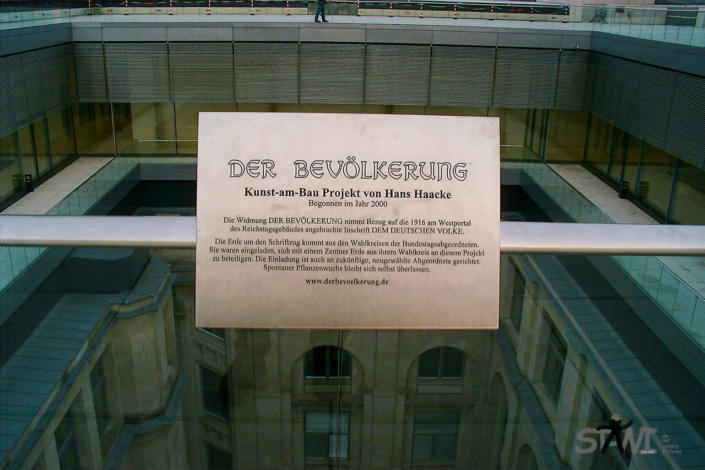 DER BEVÖLKERUNG
Kunst-am-Bau Projekt von Hans Haacke
Begonnen im Jahr 2000
Die Widmung DER BEVÖLKERUNG nimmt Bezug auf die 1916 am Westportal
des Reichstagsgebäudes angebrachte Inschrift DEM DEUTSCHEN VOLKE.
Die Erde um den Schriftzug kommt aus den Wahlkreisen der Bundestagsabgeordneten.
Sie waren eingeladen, sich mit einem Zentner Erde aus ihrem Wahlkreis an diesem Projekt
zu beteiligen. Die Einladung ist auch an zukünftige, neugewählte Abgeordnete gerichtet.
Spontaner Pflanzenwuchs bleibt sich selbst überlassen.
www.derbevoelkerung.de